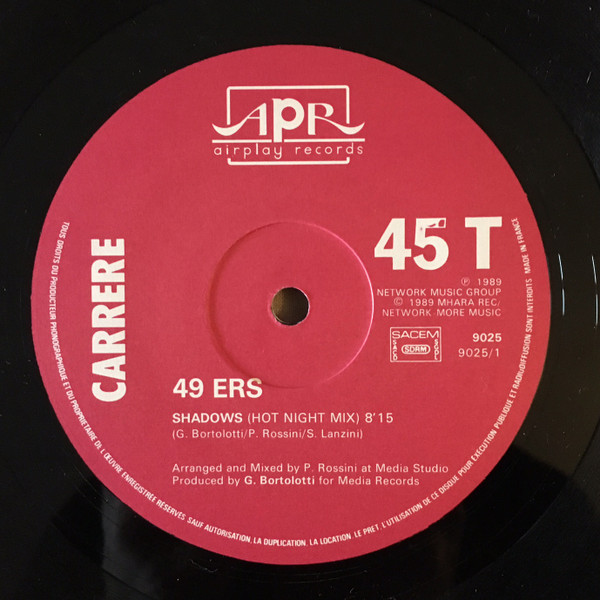 APR
airplay records
CARRERE
45 T
℗ 1989
NETWORK MUSIC GROUP
© 1989 MHARA REC/
NETWORK MORE MUSIC
SACEM
SACD
SDRM
SGDL
9025
9025/1
49 ERS
SHADOWS (HOT NIGHT MIX) 8'15
(G. Bortolotti/P. Rossini/S. Lanzini)
Arranged and Mixed by P. Rossini at Media Studio
Produced by G. Bortolotti for Media Records
TOUS DROITS DU PRODUCTEUR PHONOGRAPHIQUE ET DU PROPRIETAIRE DE L'ŒUVRE ENREGISTREE RESERVES. SAUF AUTORISATION, LA DUPLICATION, LA LOCATION, LE PRET, L'UTILISATION DE CE DISQUE POUR EXECUTION PUBLIQUE ET RADIODIFFUSION SONT INTERDITS MADE IN FRANCE